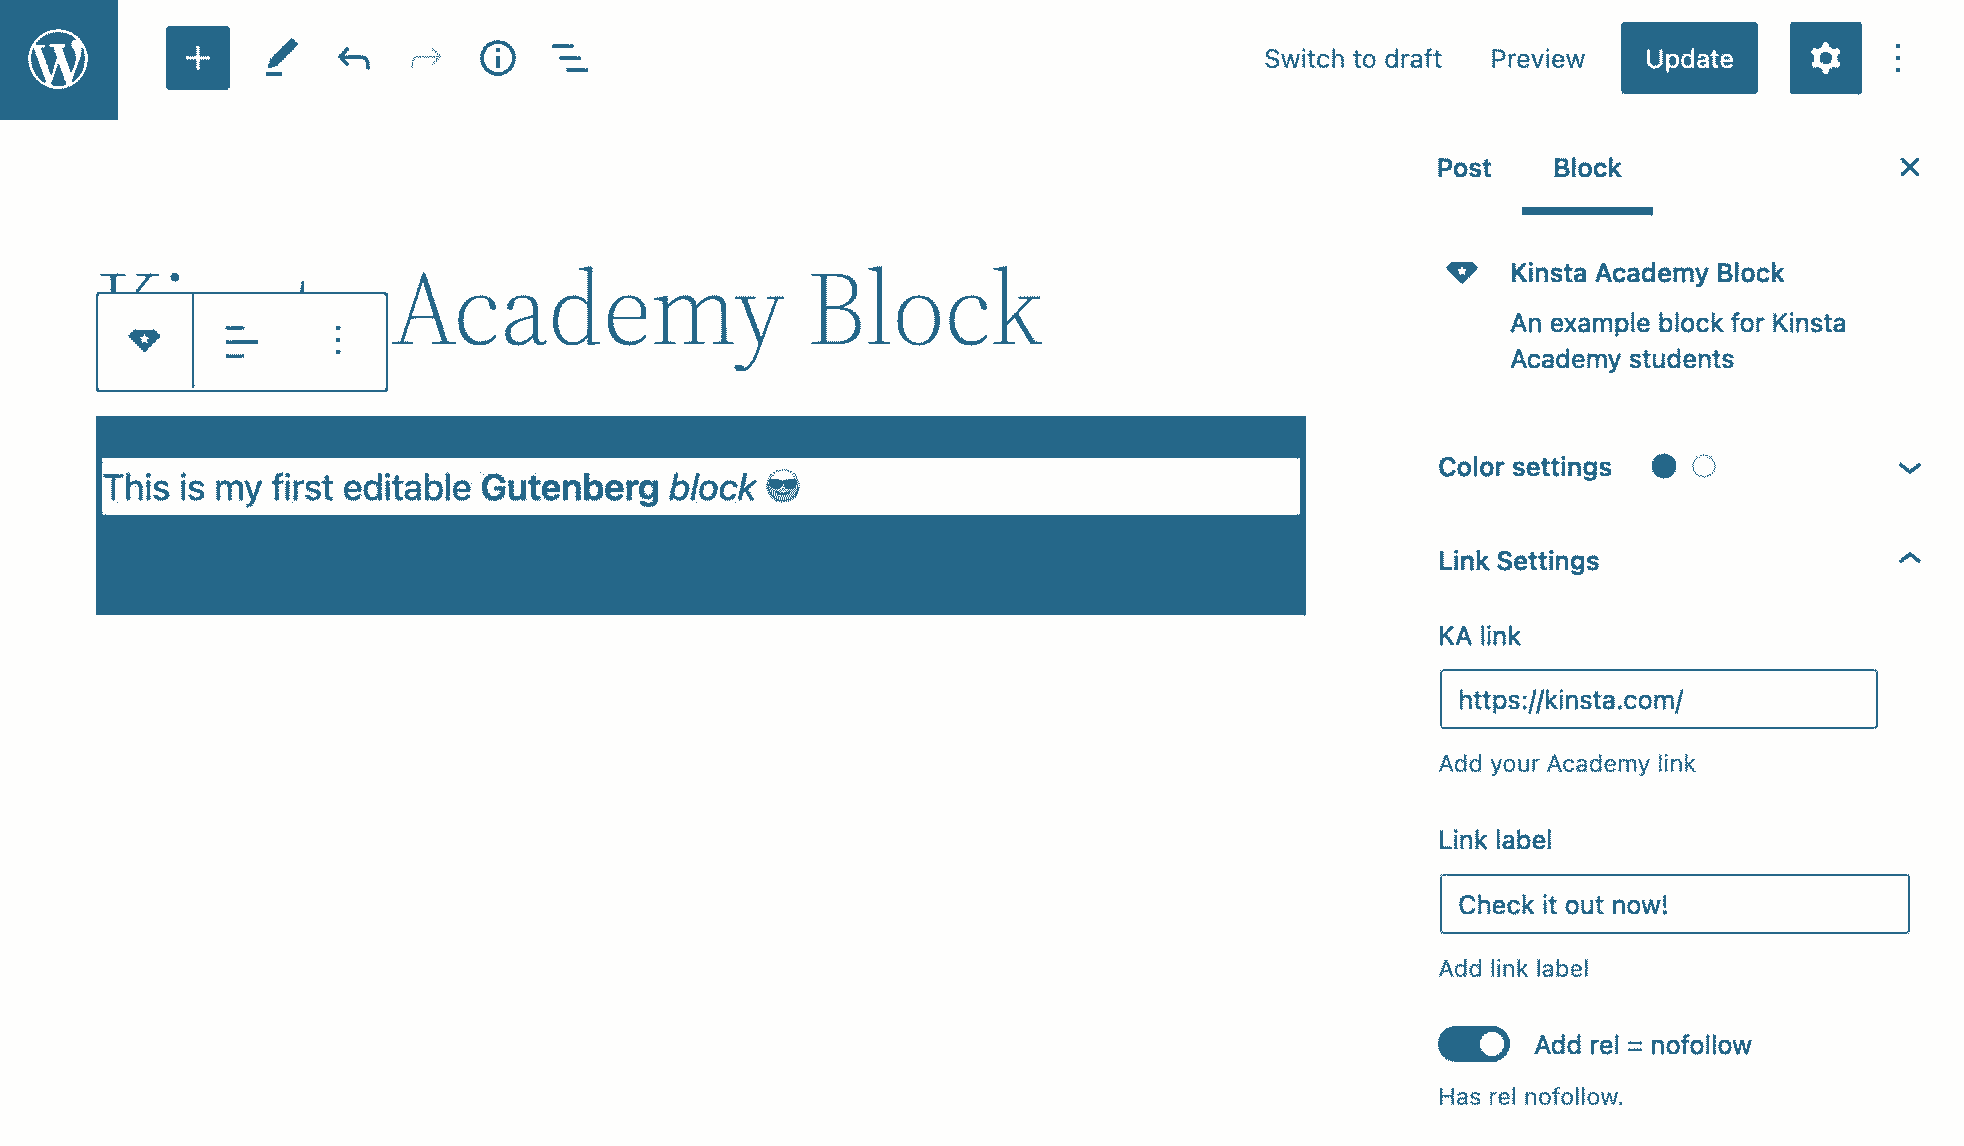 Switch to draft Preview Update
Post Block
Kinsta Academy Block
An example block for Kinsta
Academy students
Academy Block
This is my first editable Gutenberg block 😎
Color settings
Link Settings
KA link
https://kinsta.com/
Add your Academy link
Link label
Check it out now!
Add link label
Add rel = nofollow
Has rel nofollow.